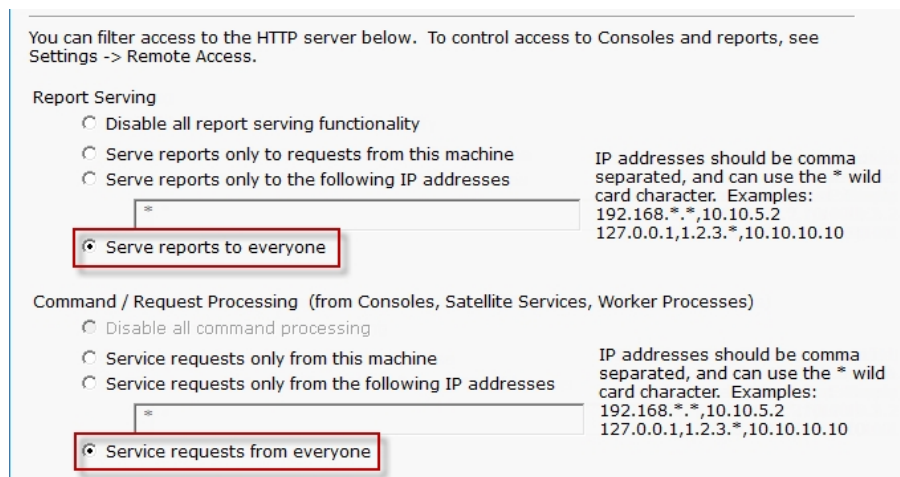 You can filter access to the HTTP server below.  To control access to Consoles and reports, see
Settings -> Remote Access.
Report Serving
Disable all report serving functionality
Serve reports only to requests from this machine
Serve reports only to the following IP addresses
*
Serve reports to everyone
IP addresses should be comma
separated, and can use the * wild
card character.  Examples:
192.168.*.*,10.10.5.2
127.0.0.1,1.2.3.*,10.10.10.10
Command / Request Processing  (from Consoles, Satellite Services, Worker Processes)
Disable all command processing
Service requests only from this machine
Service requests only from the following IP addresses
*
Service requests from everyone
IP addresses should be comma
separated, and can use the * wild
card character.  Examples:
192.168.*.*,10.10.5.2
127.0.0.1,1.2.3.*,10.10.10.10